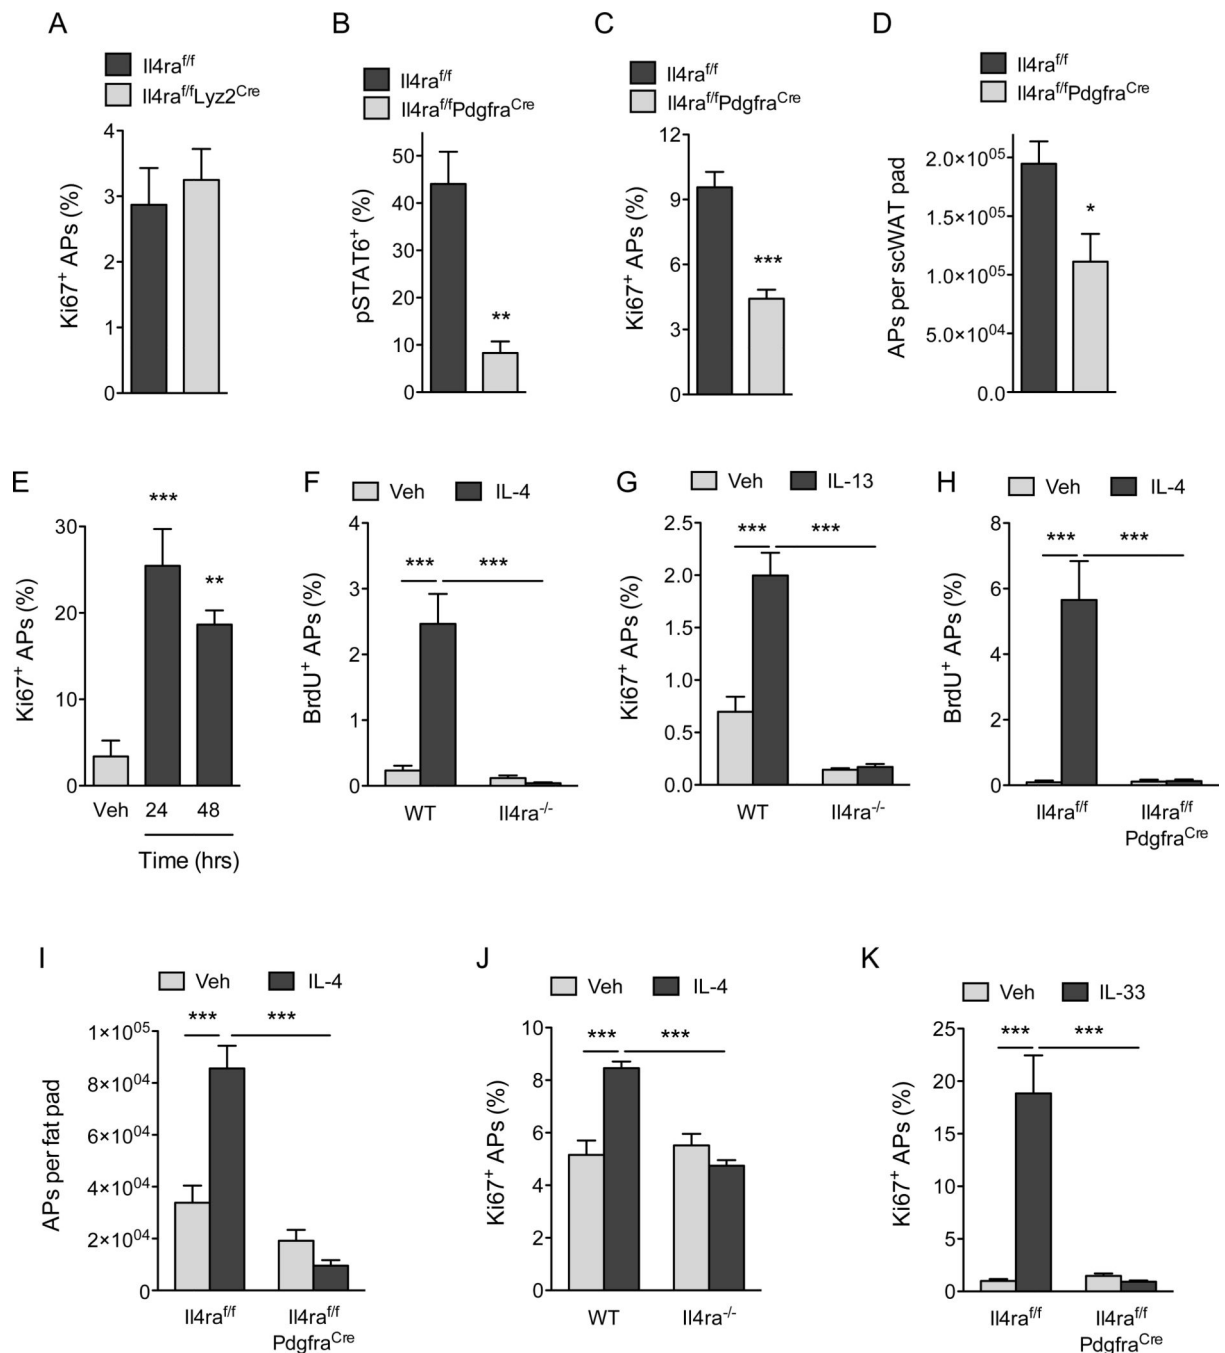 A
Il4ra^f/f
Il4ra^f/fLyz2^Cre
Ki67+ APs (%)
4
3
2
1
0
B
Il4ra^f/f
Il4ra^f/fPdgfra^Cre
pSTAT6+ (%)
50
40
30
20
10
0
**
C
Il4ra^f/f
Il4ra^f/fPdgfra^Cre
Ki67+ APs (%)
12
9
6
3
0
***
D
Il4ra^f/f
Il4ra^f/fPdgfra^Cre
APs per scWAT pad
2.0×10^05
1.5×10^05
1.0×10^05
5.0×10^04
0.0
*
E
Ki67+ APs (%)
30
20
10
0
***
**
Veh 24 48
Time (hrs)
F
Veh IL-4
BrdU+ APs (%)
4
3
2
1
0
*** ***
WT Il4ra^-/-
G
Veh IL-13
Ki67+ APs (%)
2.5
2.0
1.5
1.0
0.5
0.0
*** ***
WT Il4ra^-/-
H
Veh IL-4
BrdU+ APs (%)
8
6
4
2
0
*** ***
Il4ra^f/f Il4ra^f/f
Pdgfra^Cre
I
Veh IL-4
APs per fat pad
1×10^05
8×10^04
6×10^04
4×10^04
2×10^04
0
*** ***
Il4ra^f/f Il4ra^f/f
Pdgfra^Cre
J
Veh IL-4
Ki67+ APs (%)
10
8
6
4
2
0
*** ***
WT Il4ra^-/-
K
Veh IL-33
Ki67+ APs (%)
25
20
15
10
5
0
*** ***
Il4ra^f/f Il4ra^f/f
Pdgfra^Cre